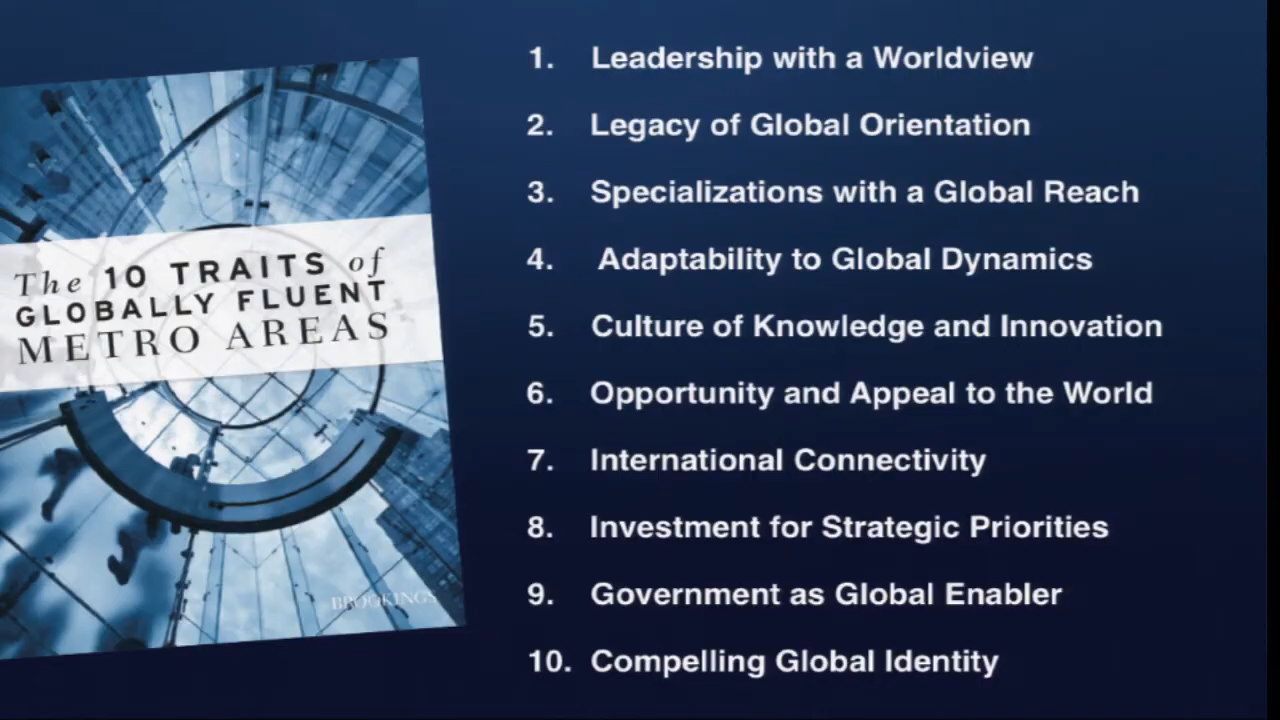 The 10 TRAITS of
GLOBALLY FLUENT
METRO AREAS
BROOKINGS
1. Leadership with a Worldview
2. Legacy of Global Orientation
3. Specializations with a Global Reach
4. Adaptability to Global Dynamics
5. Culture of Knowledge and Innovation
6. Opportunity and Appeal to the World
7. International Connectivity
8. Investment for Strategic Priorities
9. Government as Global Enabler
10. Compelling Global Identity